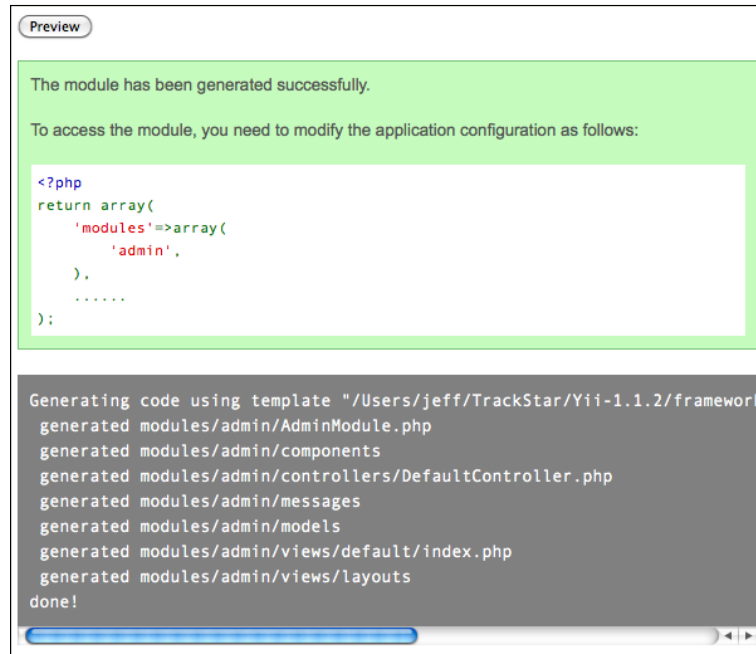 Preview
The module has been generated successfully.
To access the module, you need to modify the application configuration as follows:
<?php
return array(
    'modules'=>array(
        'admin',
    ),
    ......
);
Generating code using template "/Users/jeff/TrackStar/Yii-1.1.2/framework
 generated modules/admin/AdminModule.php
 generated modules/admin/components
 generated modules/admin/controllers/DefaultController.php
 generated modules/admin/messages
 generated modules/admin/models
 generated modules/admin/views/default/index.php
 generated modules/admin/views/layouts
done!